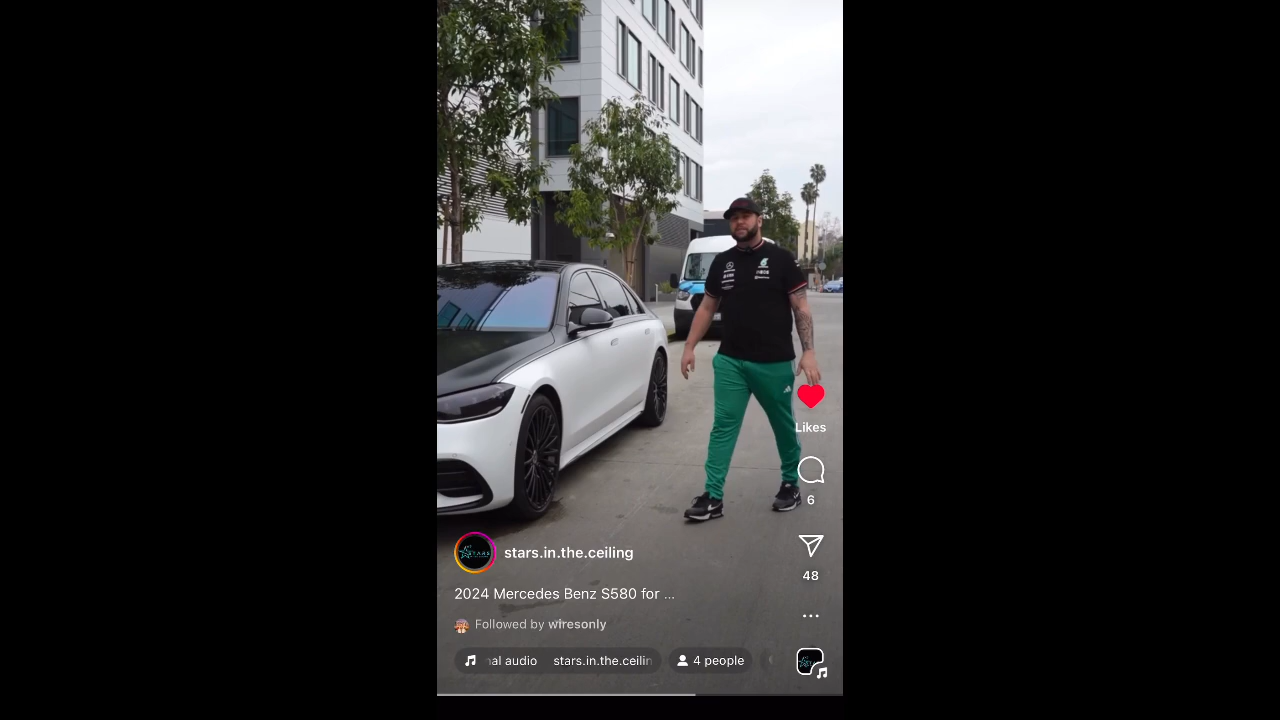 Likes
6
stars.in.the.ceiling
48
2024 Mercedes Benz S580 for ...
Followed by wiresonly
nal audio stars.in.the.ceilin
4 people